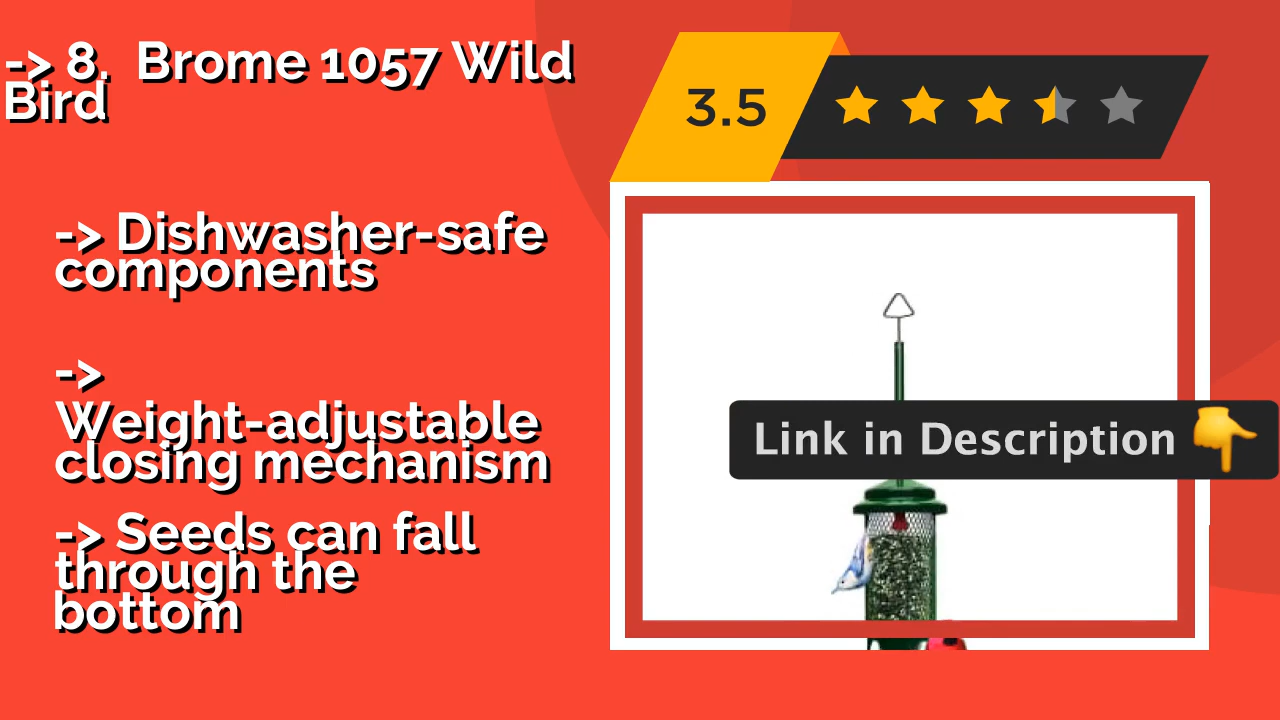 -> 8.  Brome 1057 Wild
Bird
3.5
-> Dishwasher-safe
components
->
Weight-adjustable
closing mechanism
Link in Description 👇
-> Seeds can fall
through the
bottom